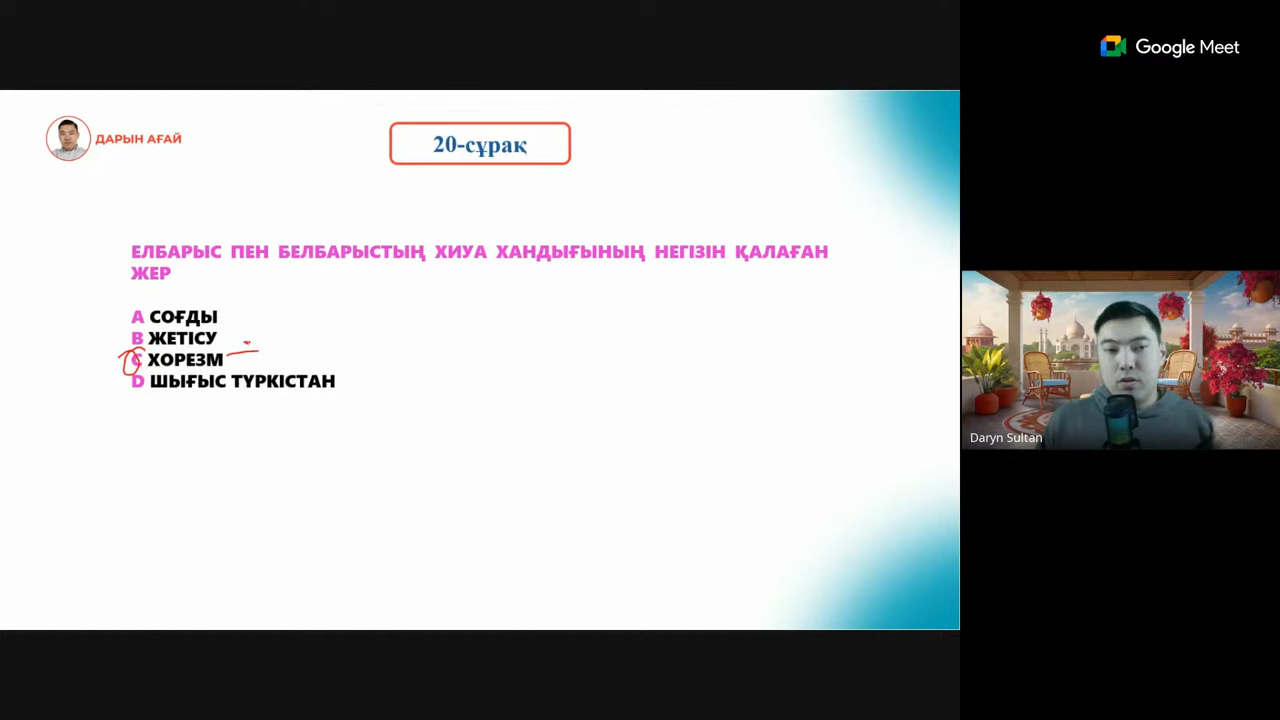 Google Meet
ДАРЫН АҒАЙ
20-сұрақ
ЕЛБАРЫС ПЕН БЕЛБАРЫСТЫҢ ХИУА ХАНДЫҒЫНЫҢ НЕГІЗІН ҚАЛАҒАН
ЖЕР
A СОҒДЫ
B ЖЕТІСУ
C ХОРЕЗМ
D ШЫҒЫС ТҮРКІСТАН
Daryn Sultan